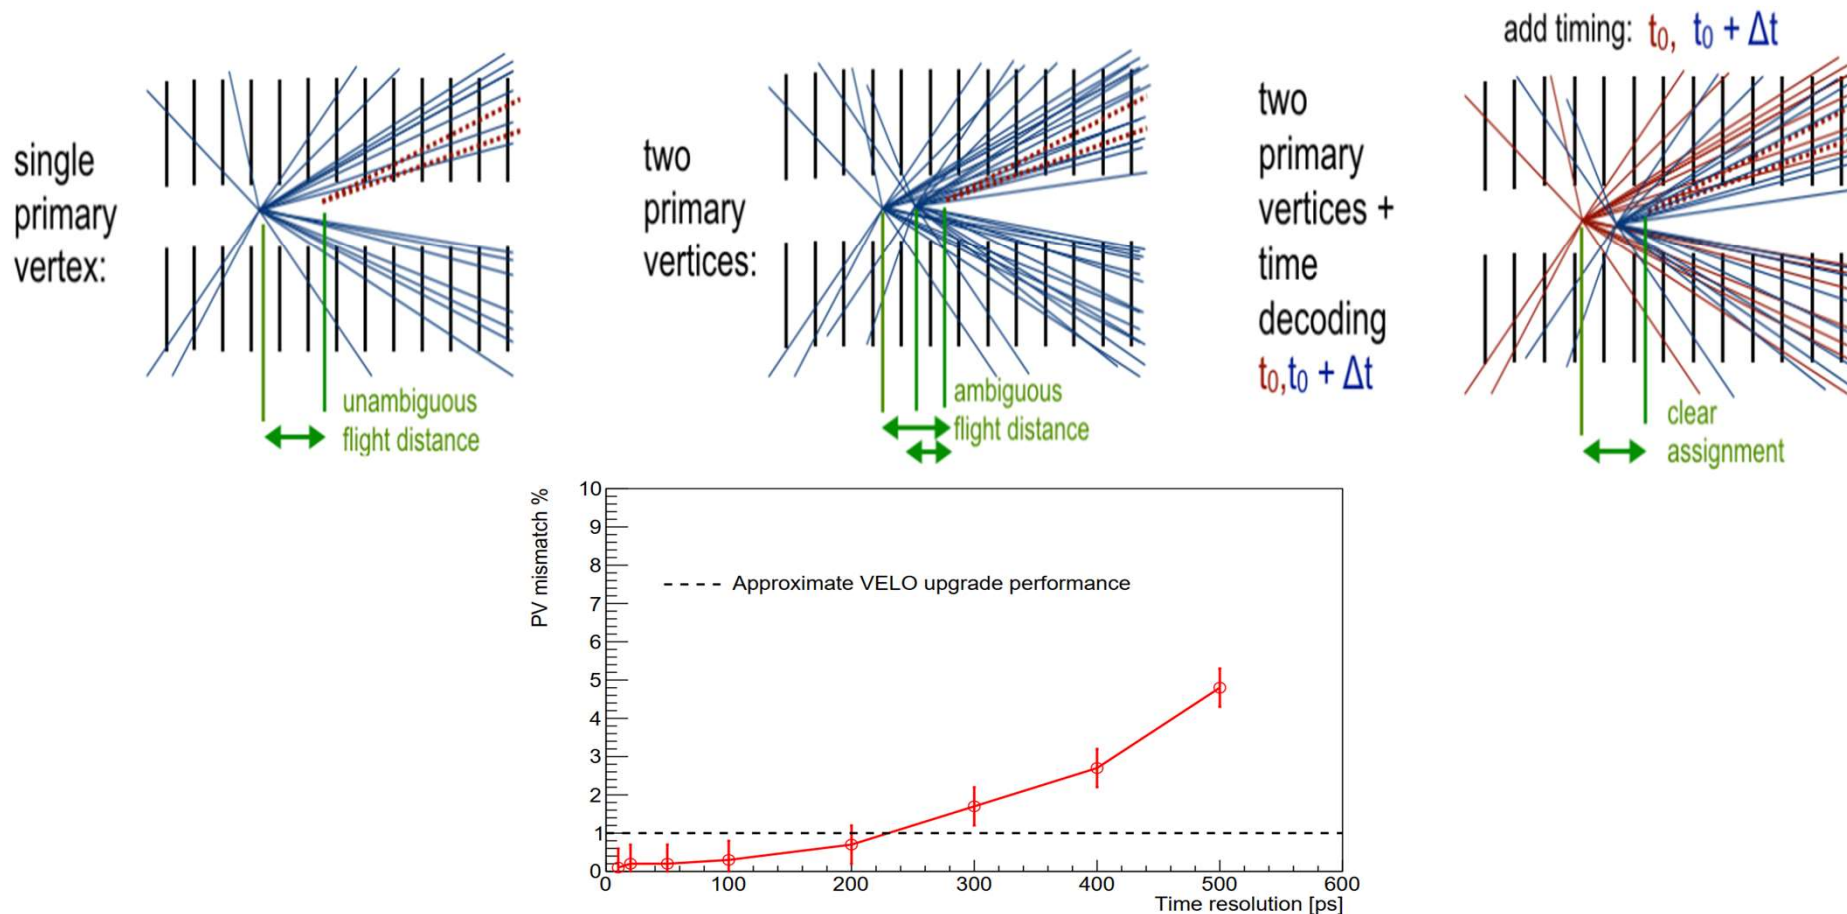 single
primary
vertex:
unambiguous
flight distance
two
primary
vertices:
ambiguous
flight distance
add timing: t₀, t₀ + Δt
two
primary
vertices +
time
decoding
t₀,t₀ + Δt
clear
assignment
PV mismatch %
10
9
8
7
6
5
4
3
2
1
0
Approximate VELO upgrade performance
0 100 200 300 400 500 600
Time resolution [ps]